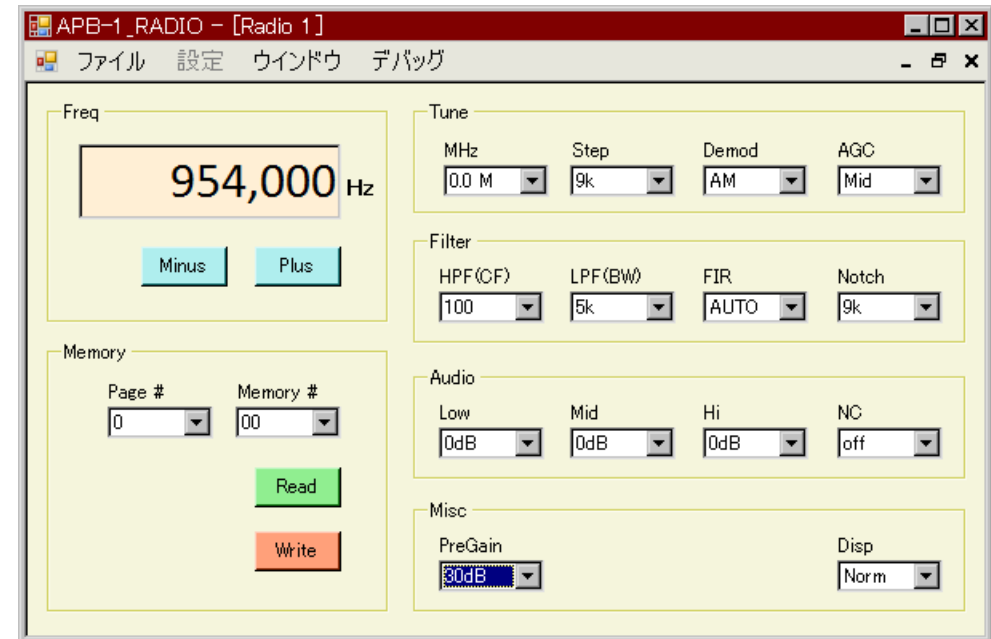 APB-1_RADIO - [Radio 1]
ファイル 設定 ウインドウ デバッグ
Freq
954,000 Hz
Minus Plus
Memory
Page # Memory #
0 00
Read
Write
Tune
MHz Step Demod AGC
0.0 M 9k AM Mid
Filter
HPF(CF) LPF(BW) FIR Notch
100 5k AUTO 9k
Audio
Low Mid Hi NC
0dB 0dB 0dB off
Misc
PreGain Disp
30dB Norm